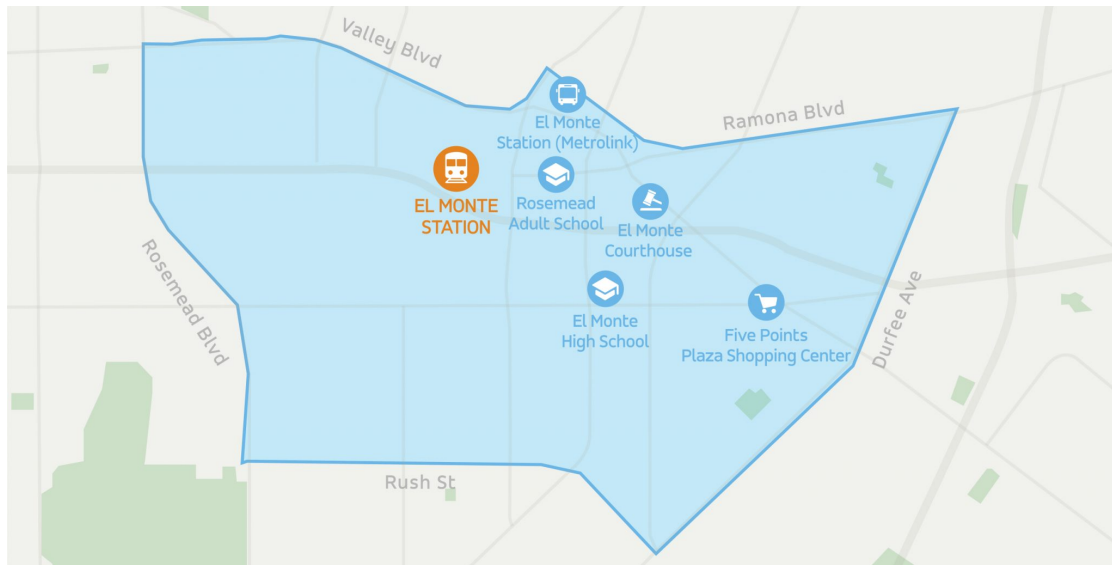 Valley Blvd
El Monte
Station (Metrolink)
Ramona Blvd
EL MONTE
STATION
Rosemead
Adult School
El Monte
Courthouse
Rosemead Blvd
El Monte
High School
Five Points
Plaza Shopping Center
Durfee Ave
Rush St